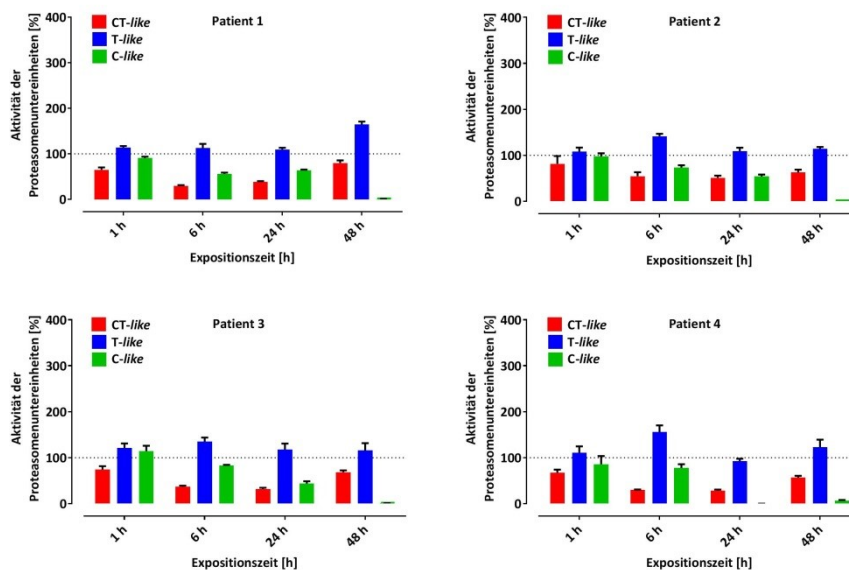 Patient 1
CT-like
T-like
C-like
Aktivität der
Proteasomenuntereinheiten [%]
400
300
200
100
0
1 h
6 h
24 h
48 h
Expositionszeit [h]
Patient 2
CT-like
T-like
C-like
Aktivität der
Proteasomenuntereinheiten [%]
400
300
200
100
0
1 h
6 h
24 h
48 h
Expositionszeit [h]
Patient 3
CT-like
T-like
C-like
Aktivität der
Proteasomenuntereinheiten [%]
400
300
200
100
0
1 h
6 h
24 h
48 h
Expositionszeit [h]
Patient 4
CT-like
T-like
C-like
Aktivität der
Proteasomenuntereinheiten [%]
400
300
200
100
0
1 h
6 h
24 h
48 h
Expositionszeit [h]